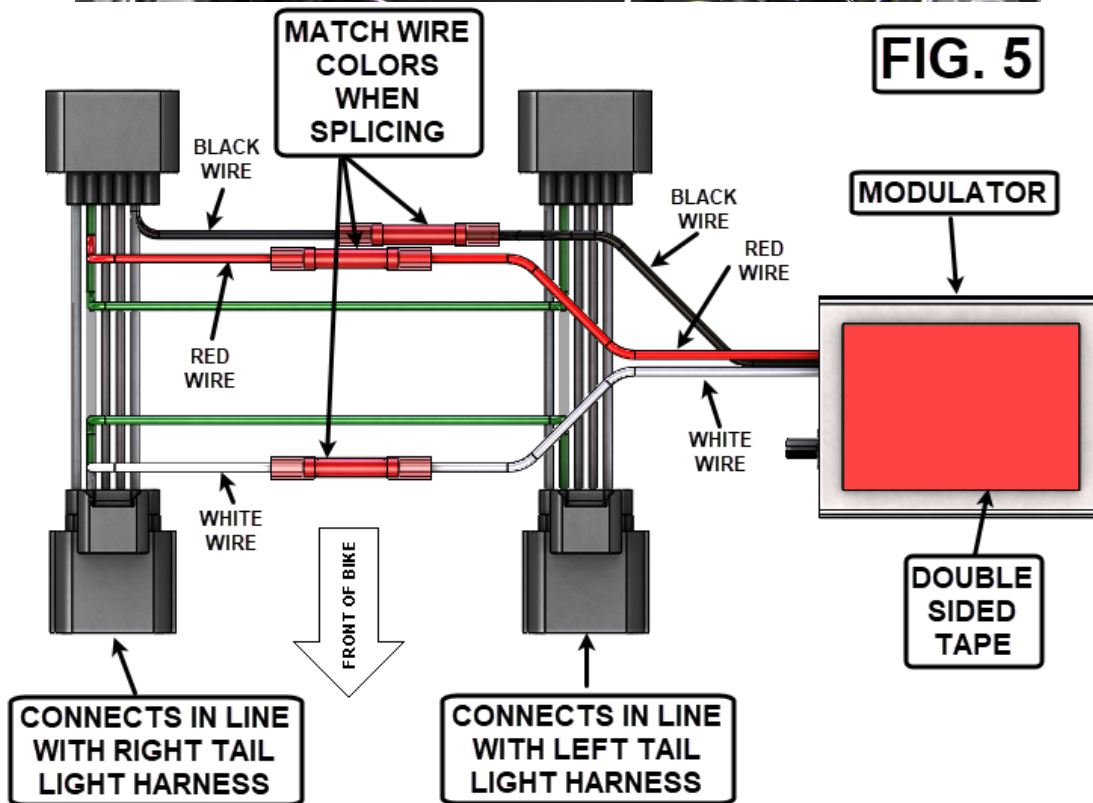 MATCH WIRE
COLORS
WHEN
SPLICING
FIG. 5
BLACK
WIRE
MODULATOR
BLACK
WIRE
RED
WIRE
RED
WIRE
WHITE
WIRE
WHITE
WIRE
FRONT OF BIKE
DOUBLE
SIDED
TAPE
CONNECTS IN LINE
WITH RIGHT TAIL
LIGHT HARNESS
CONNECTS IN LINE
WITH LEFT TAIL
LIGHT HARNESS